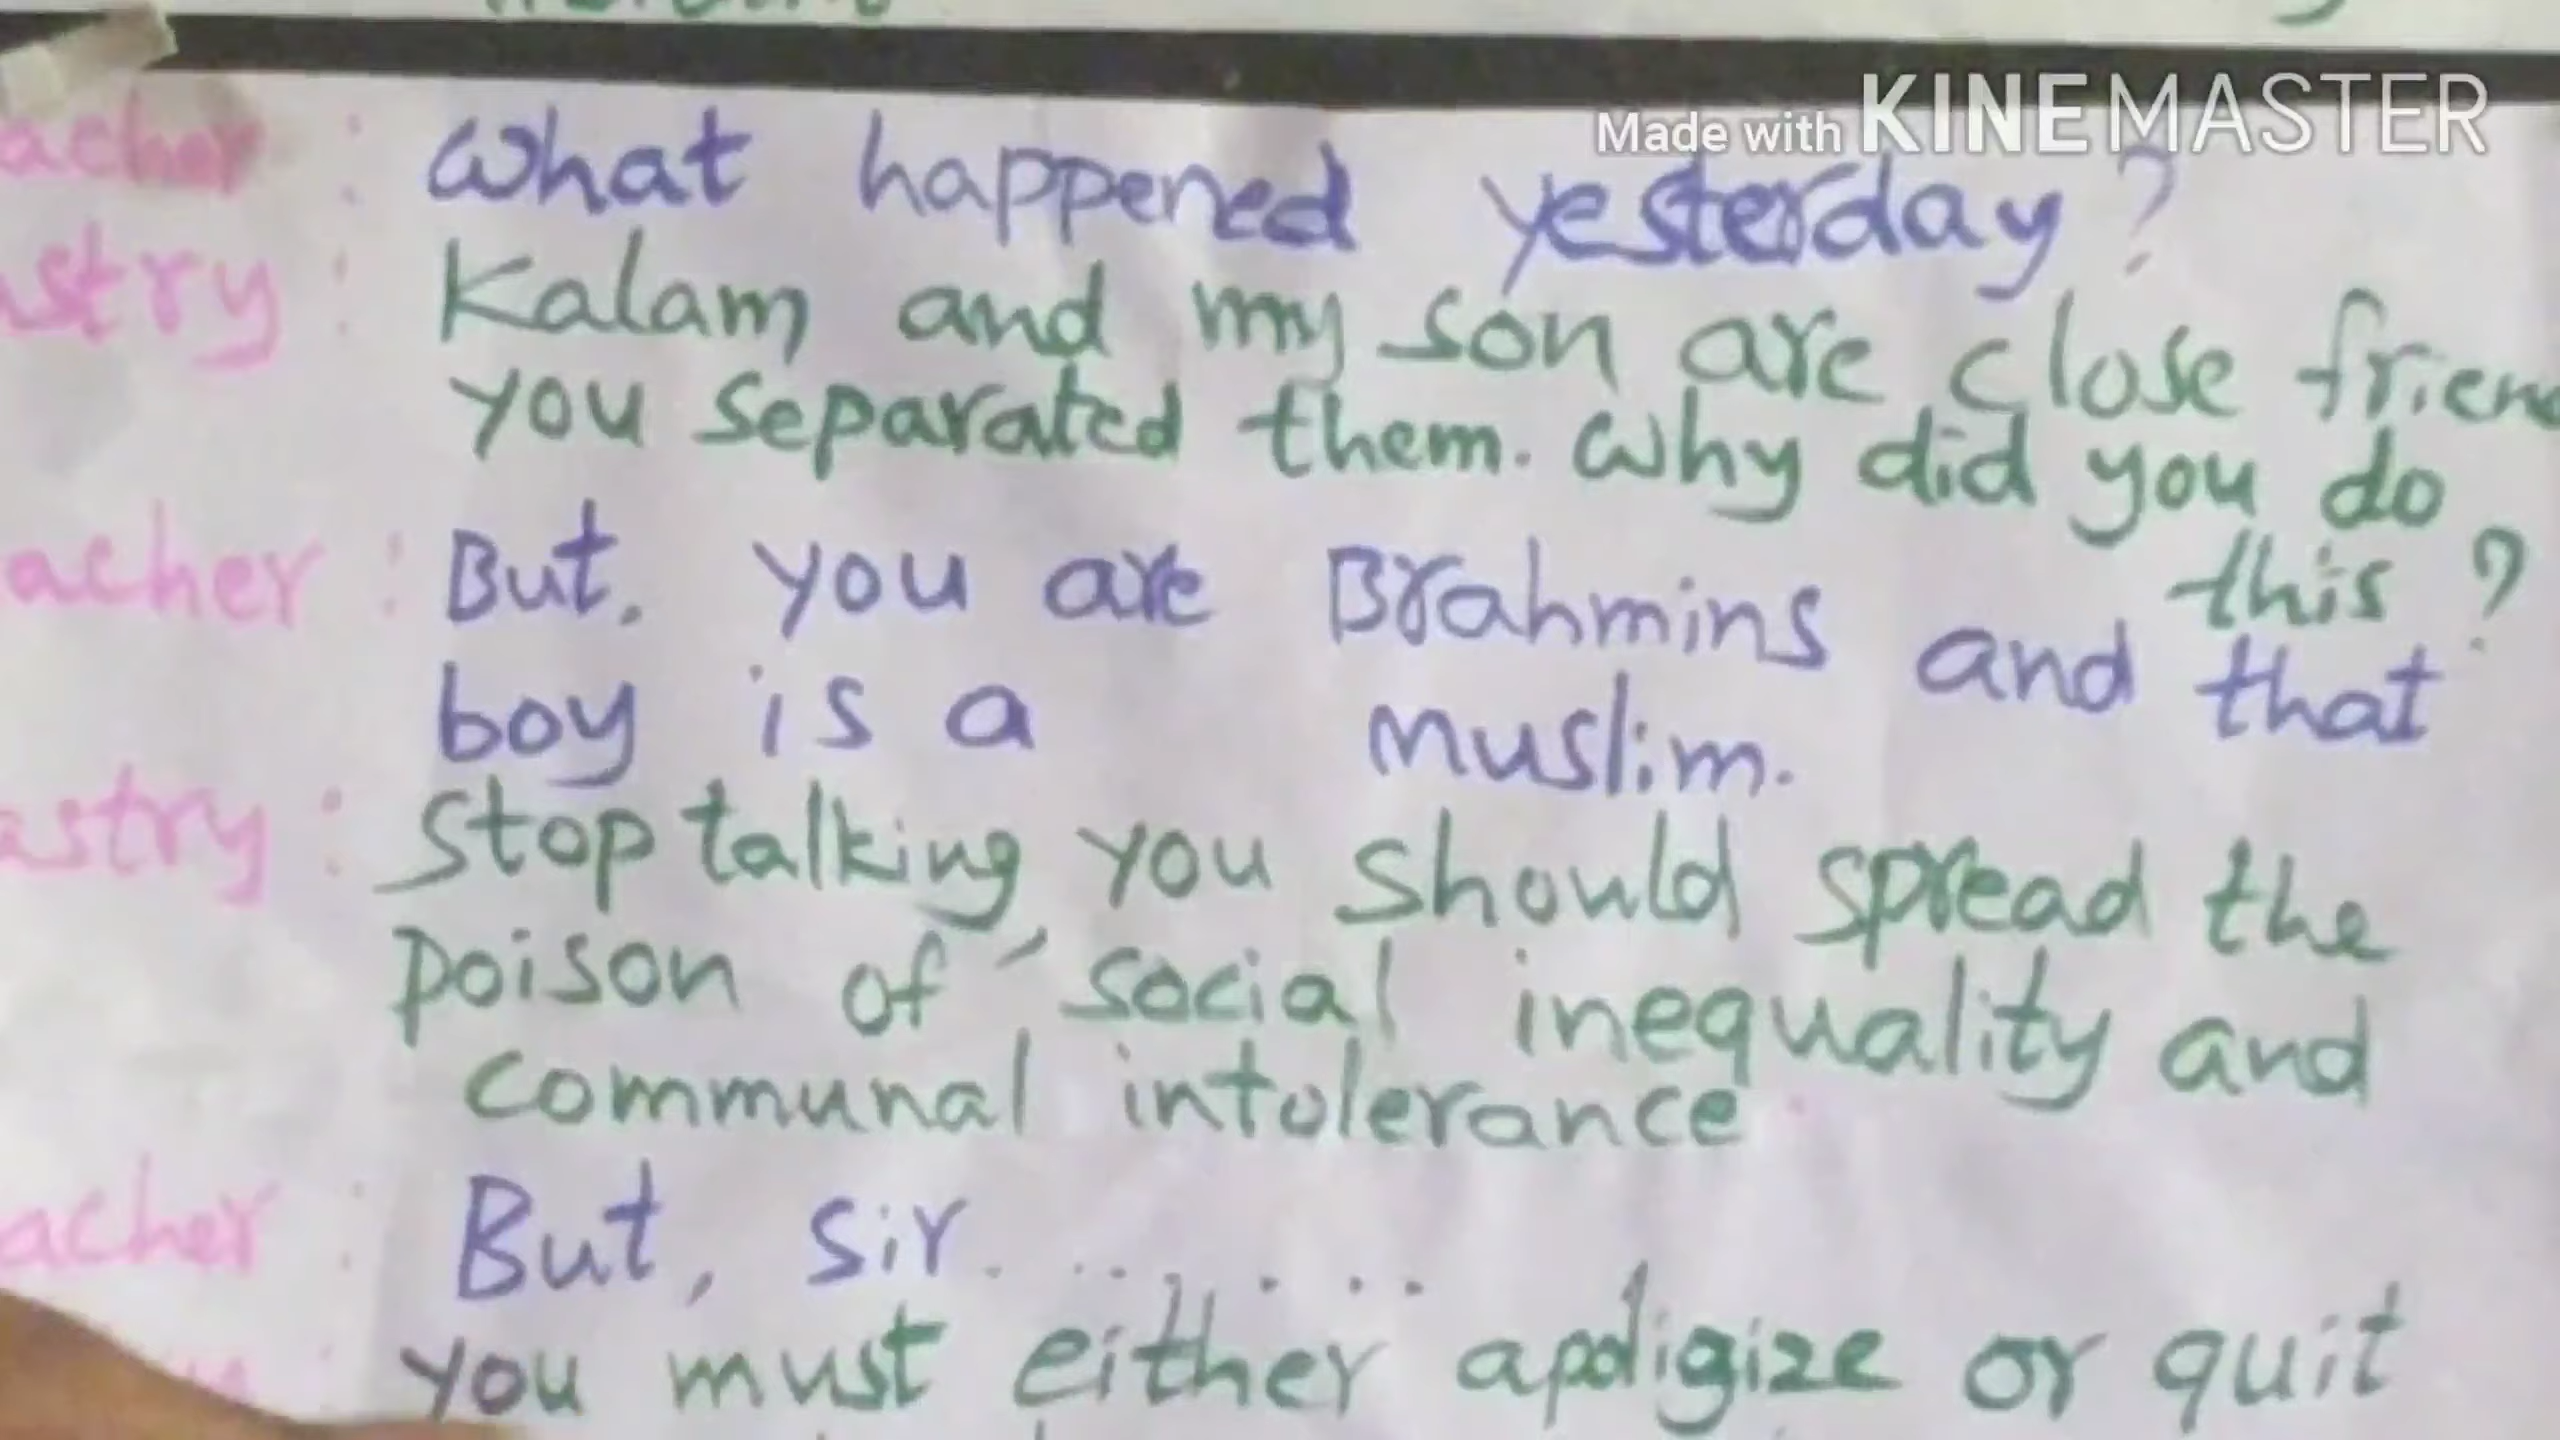 Made with KINEMASTER
acher : What happened yesterday?
stry : Kalam and my son are close frien
you separated them. Why did you do
this ?
acher : But, you are Brahmins and that
boy is a muslim.
astry : Stop talking, you should spread the
poison of social inequality and
communal intolerance
acher : But, sir.......
you must either apoligize or quit